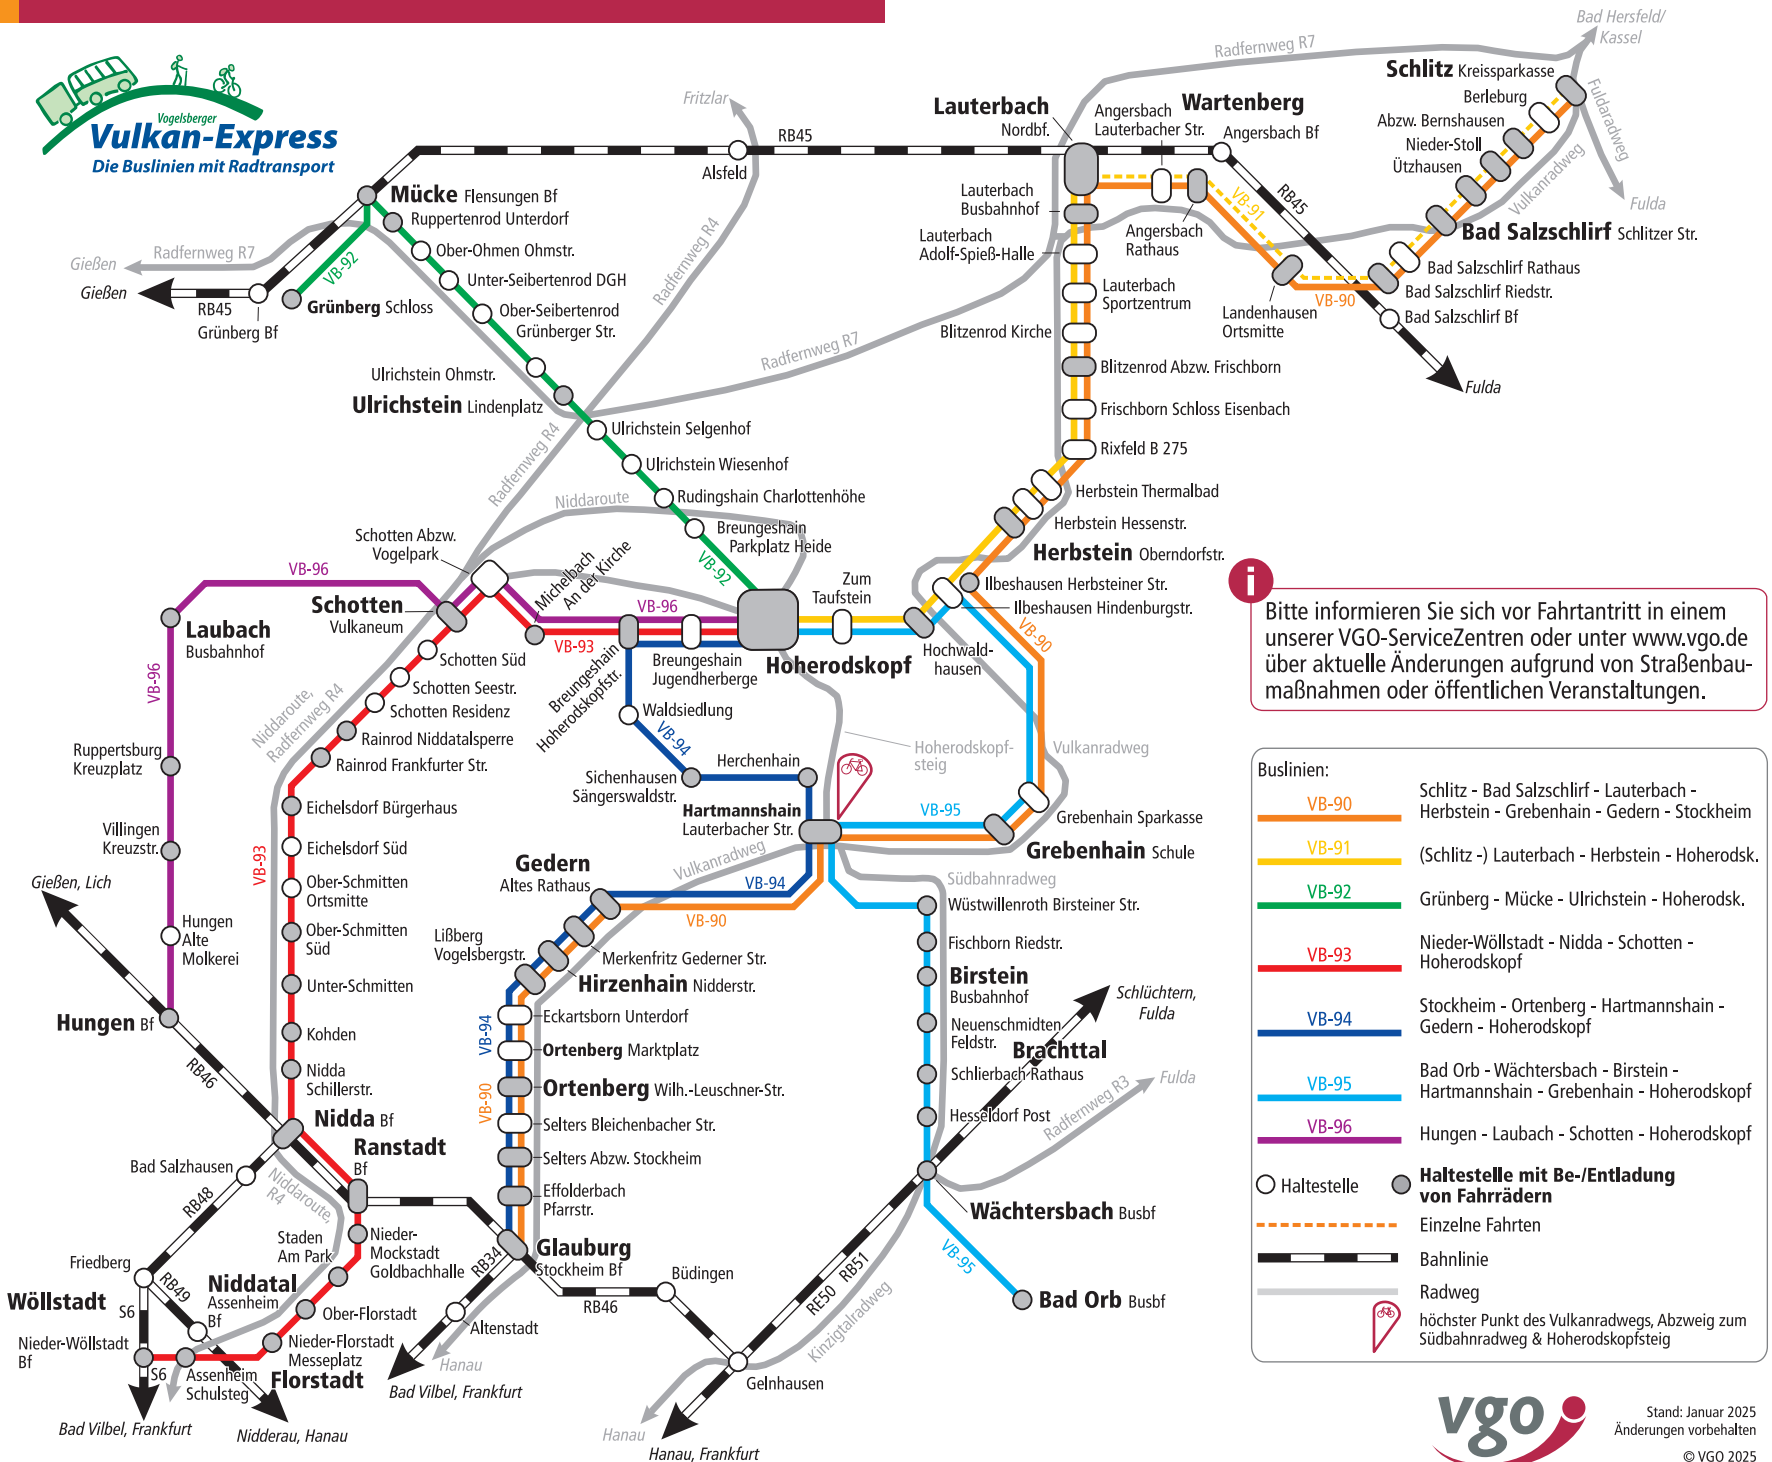 Vogelsberger
Vulkan-Express
Die Buslinien mit Radtransport
Bad Hersfeld/
Kassel
Radfernweg R7
Fuldaradweg
Fulda
Vulkanradweg
Schlitz Kreissparkasse
Berleburg
Abzw. Bernshausen
Nieder-Stoll
Ützhausen
Bad Salzschlirf Schlitzer Str.
Bad Salzschlirf Rathaus
Bad Salzschlirf Riedstr.
Bad Salzschlirf Bf
Fulda
Wartenberg
Angersbach
Lauterbacher Str.
Angersbach Bf
RB45
VB-91
VB-90
Angersbach
Rathaus
Landenhausen
Ortsmitte
Lauterbach
Nordbf.
Lauterbach
Busbahnhof
Lauterbach
Adolf-Spieß-Halle
Lauterbach
Sportzentrum
Blitzenrod Kirche
Blitzenrod Abzw. Frischborn
Frischborn Schloss Eisenbach
Rixfeld B 275
Herbstein Thermalbad
Herbstein Hessenstr.
Herbstein Oberndorfstr.
Ilbeshausen Herbsteiner Str.
Ilbeshausen Hindenburgstr.
VB-90
Fritzlar
RB45
Alsfeld
Radfernweg R4
Radfernweg R7
Mücke Flensungen Bf
Ruppertenrod Unterdorf
Ober-Ohmen Ohmstr.
Unter-Seibertenrod DGH
Ober-Seibertenrod
Grünberger Str.
Radfernweg R7
Gießen
Gießen
RB45
Grünberg Bf
VB-92
Grünberg Schloss
Ulrichstein Ohmstr.
Ulrichstein Lindenplatz
Ulrichstein Selgenhof
Ulrichstein Wiesenhof
Rudingshain Charlottenhöhe
Breungeshain
Parkplatz Heide
VB-92
Radfernweg R4
Niddaroute
Schotten Abzw.
Vogelpark
Michelbach
An der Kirche
VB-96
Schotten
Vulkaneum
VB-96
VB-93
Zum
Taufstein
Hoherodskopf
Hochwald-
hausen
Breungeshain
Jugendherberge
Breungeshain
Hoherodskopfstr.
Laubach
Busbahnhof
VB-96
Ruppertsburg
Kreuzplatz
Villingen
Kreuzstr.
Hungen
Alte
Molkerei
Gießen, Lich
Hungen Bf
RB46
Schotten Süd
Schotten Seestr.
Schotten Residenz
Rainrod Niddatalsperre
Rainrod Frankfurter Str.
Niddaroute,
Radfernweg R4
Eichelsdorf Bürgerhaus
Eichelsdorf Süd
VB-93
Ober-Schmitten
Ortsmitte
Ober-Schmitten
Süd
Unter-Schmitten
Kohden
Nidda
Schillerstr.
Nidda Bf
Ranstadt
Bf
Bad Salzhausen
RB48
Niddaroute,
R4
Friedberg
RB49
Staden
Am Park
Nieder-
Mockstadt
Goldbachhalle
Niddatal
Assenheim
Bf
Ober-Florstadt
Nieder-Florstadt
Messeplatz
Florstadt
Wöllstadt
S6
Nieder-Wöllstadt
Bf
S6
Assenheim
Schulsteg
Bad Vilbel, Frankfurt
Nidderau, Hanau
Waldsiedlung
VB-94
Herchenhain
Sichenhausen
Sängerswaldstr.
Hartmannshain
Lauterbacher Str.
Hoherodskopf-
steig
Vulkanradweg
VB-95
Grebenhain Sparkasse
Grebenhain Schule
Vulkanradweg
VB-94
VB-90
Südbahnradweg
Gedern
Altes Rathaus
Lißberg
Vogelsbergstr.
Merkenfritz Gederner Str.
Hirzenhain Nidderstr.
Eckartsborn Unterdorf
VB-94
Ortenberg Marktplatz
Ortenberg Wilh.-Leuschner-Str.
VB-90
Selters Bleichenbacher Str.
Selters Abzw. Stockheim
Effolderbach
Pfarrstr.
Glauburg
Stockheim Bf
RB34
RB46
Büdingen
Altenstadt
Hanau
Bad Vilbel, Frankfurt
Gelnhausen
Hanau
Hanau, Frankfurt
Wüstwillenroth Birsteiner Str.
Fischborn Riedstr.
Birstein
Busbahnhof
Neuenschmidten
Feldstr.
Brachttal
Schlierbach Rathaus
Hesseldorf Post
Schlüchtern,
Fulda
Radfernweg R3
Fulda
Wächtersbach Busbf
VB-95
Bad Orb Busbf
RE50
RB51
Kinzigtalradweg
i
Bitte informieren Sie sich vor Fahrtantritt in einem
unserer VGO-ServiceZentren oder unter www.vgo.de
über aktuelle Änderungen aufgrund von Straßenbau-
maßnahmen oder öffentlichen Veranstaltungen.
Buslinien:
VB-90 Schlitz - Bad Salzschlirf - Lauterbach -
Herbstein - Grebenhain - Gedern - Stockheim
VB-91 (Schlitz -) Lauterbach - Herbstein - Hoherodsk.
VB-92 Grünberg - Mücke - Ulrichstein - Hoherodsk.
VB-93 Nieder-Wöllstadt - Nidda - Schotten -
Hoherodskopf
VB-94 Stockheim - Ortenberg - Hartmannshain -
Gedern - Hoherodskopf
VB-95 Bad Orb - Wächtersbach - Birstein -
Hartmannshain - Grebenhain - Hoherodskopf
VB-96 Hungen - Laubach - Schotten - Hoherodskopf
Haltestelle
Haltestelle mit Be-/Entladung
von Fahrrädern
Einzelne Fahrten
Bahnlinie
Radweg
höchster Punkt des Vulkanradwegs, Abzweig zum
Südbahnradweg & Hoherodskopfsteig
vgo
Stand: Januar 2025
Änderungen vorbehalten
© VGO 2025